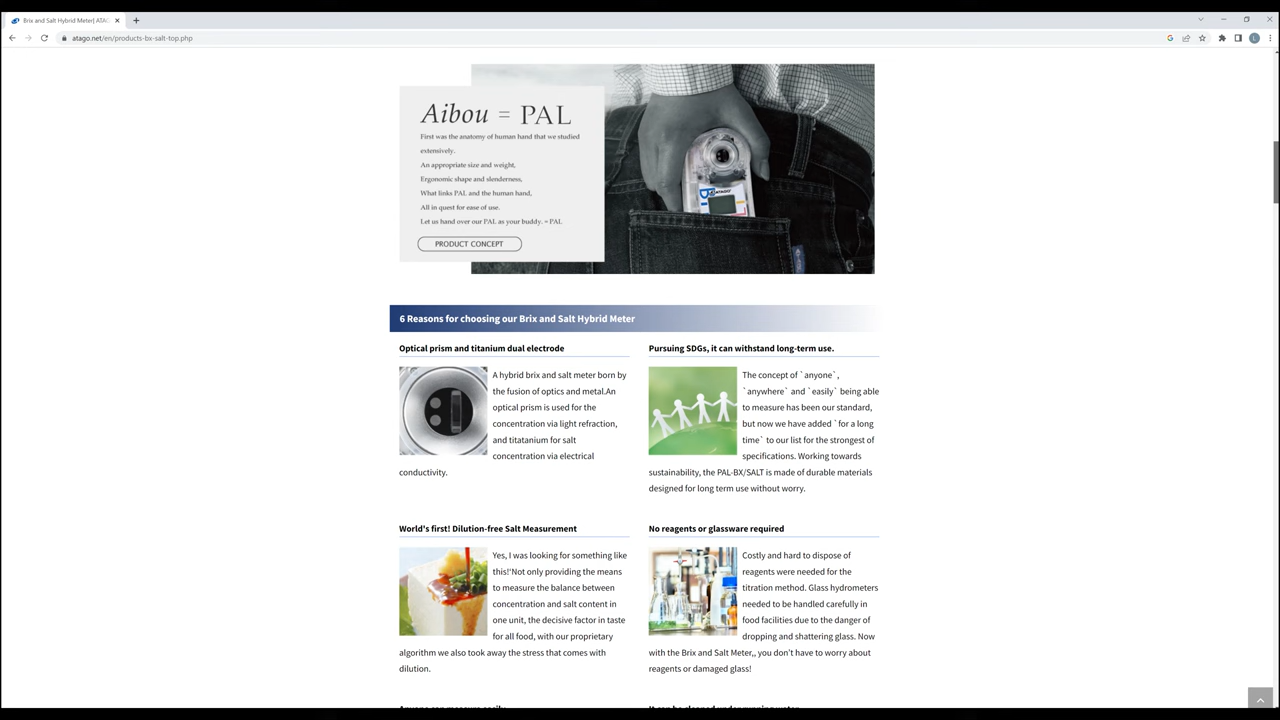 Brix and Salt Hybrid Meter| ATAG
atago.net/en/products-bx-salt-top.php
L
Aibou = PAL
First was the anatomy of human hand that we studied
extensively.
An appropriate size and weight,
Ergonomic shape and slenderness,
What links PAL and the human hand,
All in quest for ease of use.
Let us hand over our PAL as your buddy. = PAL
PRODUCT CONCEPT
6 Reasons for choosing our Brix and Salt Hybrid Meter
Optical prism and titanium dual electrode
A hybrid brix and salt meter born by
the fusion of optics and metal.An
optical prism is used for the
concentration via light refraction,
and titatanium for salt
concentration via electrical
conductivity.
Pursuing SDGs, it can withstand long-term use.
The concept of `anyone`,
`anywhere` and `easily` being able
to measure has been our standard,
but now we have added `for a long
time` to our list for the strongest of
specifications. Working towards
sustainability, the PAL-BX/SALT is made of durable materials
designed for long term use without worry.
World's first! Dilution-free Salt Measurement
Yes, I was looking for something like
this!'Not only providing the means
to measure the balance between
concentration and salt content in
one unit, the decisive factor in taste
for all food, with our proprietary
algorithm we also took away the stress that comes with
dilution.
No reagents or glassware required
Costly and hard to dispose of
reagents were needed for the
titration method. Glass hydrometers
needed to be handled carefully in
food facilities due to the danger of
dropping and shattering glass. Now
with the Brix and Salt Meter,, you don't have to worry about
reagents or damaged glass!